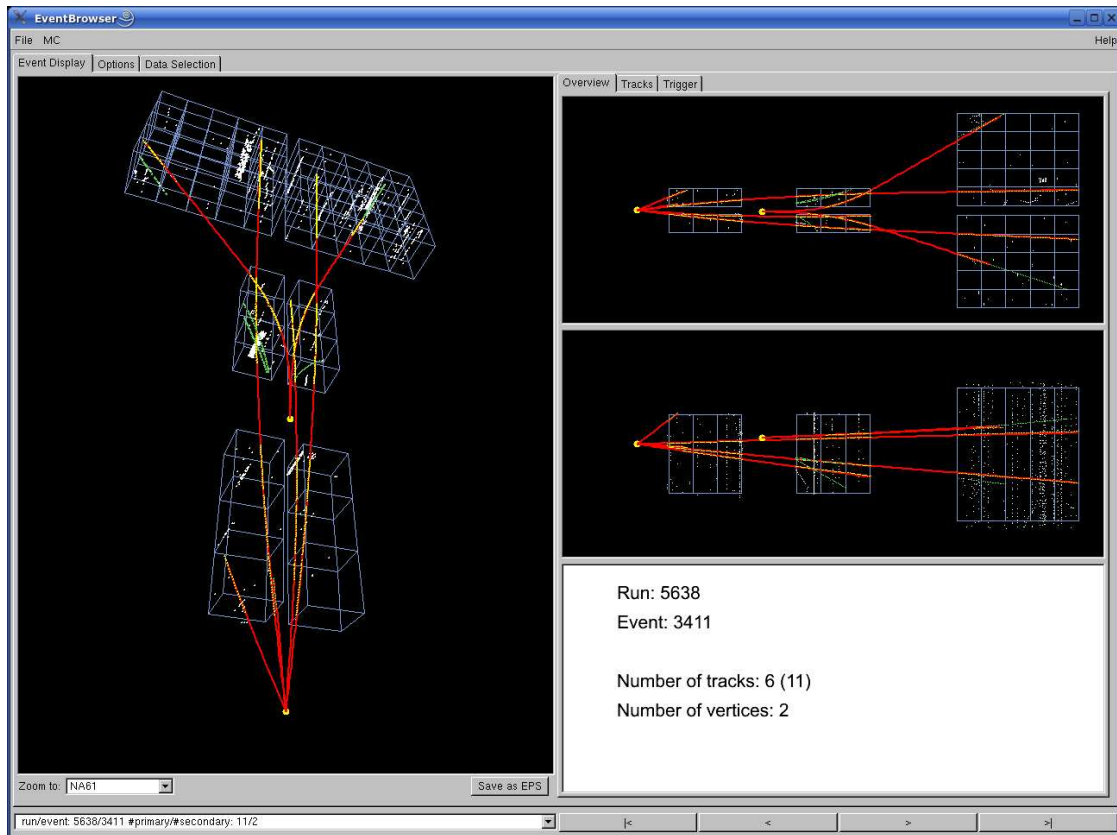 EventBrowser
File MC Help
Event Display Options Data Selection
Overview Tracks Trigger
Run: 5638
Event: 3411
Number of tracks: 6 (11)
Number of vertices: 2
Zoom to: NA61 Save as EPS
run/event: 5638/3411 #primary/#secondary: 11/2 |< < > >|